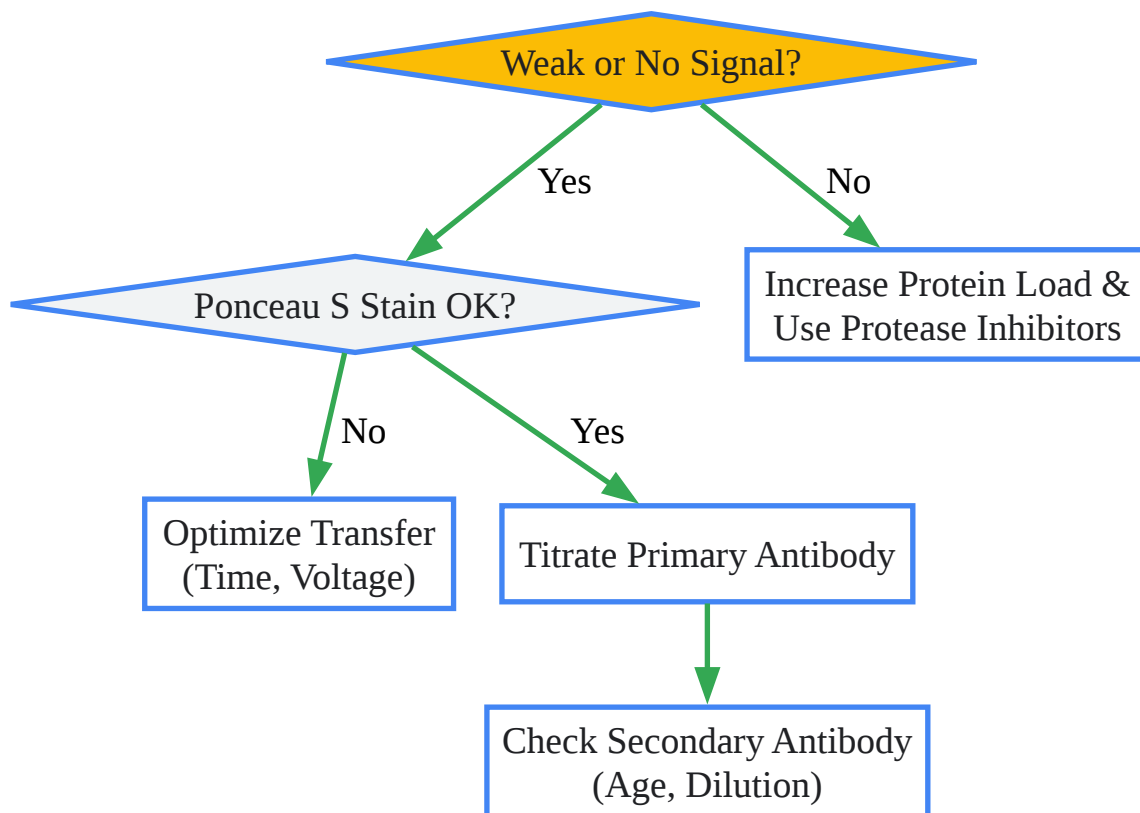 Weak or No Signal?
Yes
No
Ponceau S Stain OK?
Increase Protein Load &
Use Protease Inhibitors
No
Yes
Optimize Transfer
(Time, Voltage)
Titrate Primary Antibody
Check Secondary Antibody
(Age, Dilution)